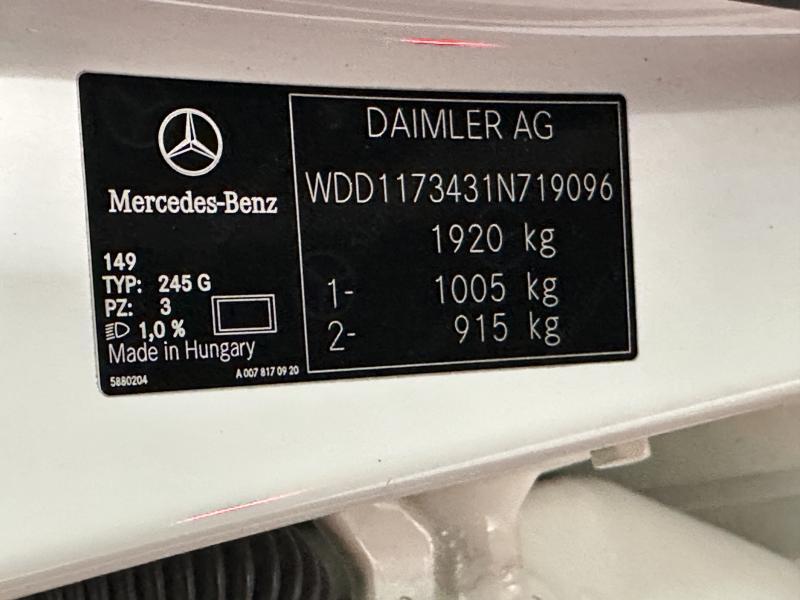 DAIMLER AG
WDD1173431N719096
1920 kg
1- 1005 kg
2- 915 kg
Mercedes-Benz
149
TYP: 245 G
PZ: 3
1,0 %
Made in Hungary
5880204
A 007 817 09 20